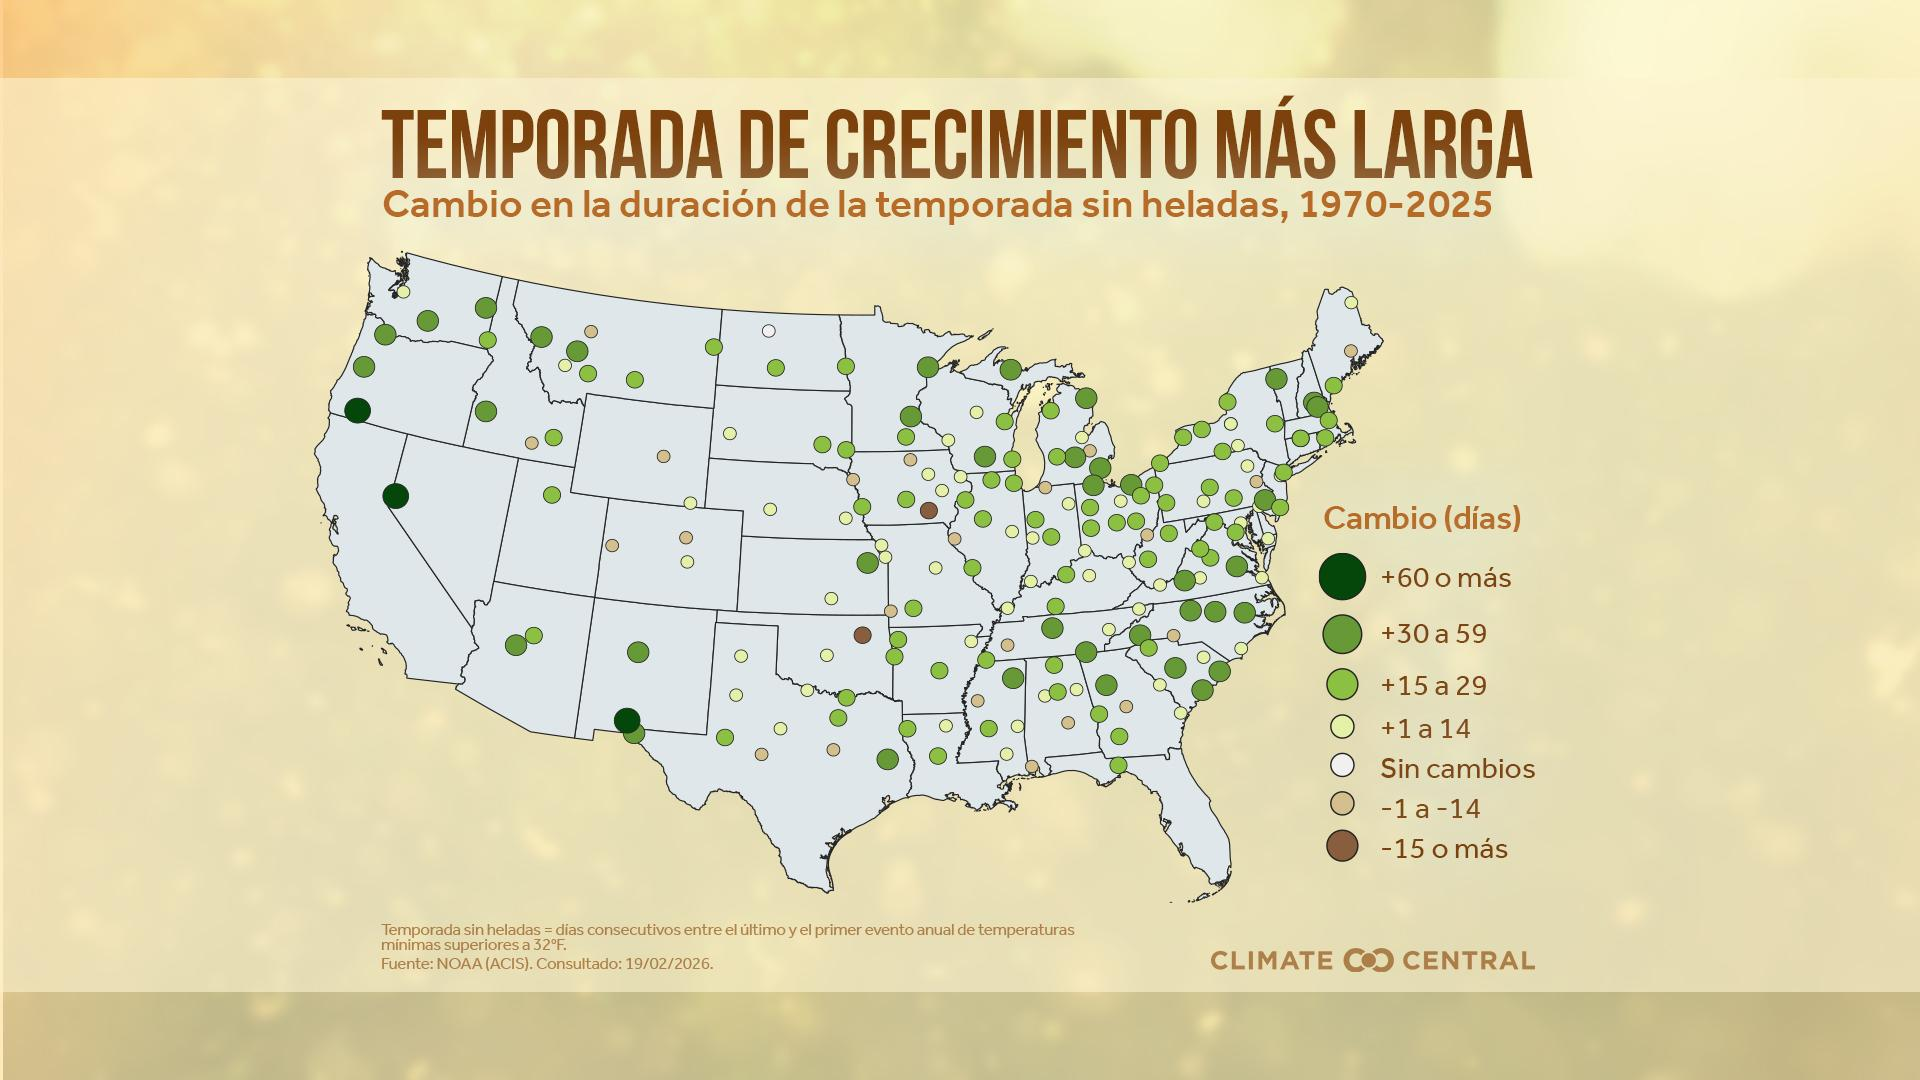 TEMPORADA DE CRECIMIENTO MÁS LARGA
Cambio en la duración de la temporada sin heladas, 1970-2025
Cambio (días)
+60 o más
+30 a 59
+15 a 29
+1 a 14
Sin cambios
-1 a -14
-15 o más
Temporada sin heladas = días consecutivos entre el último y el primer evento anual de temperaturas
mínimas superiores a 32°F.
Fuente: NOAA (ACIS). Consultado: 19/02/2026.
CLIMATE CENTRAL